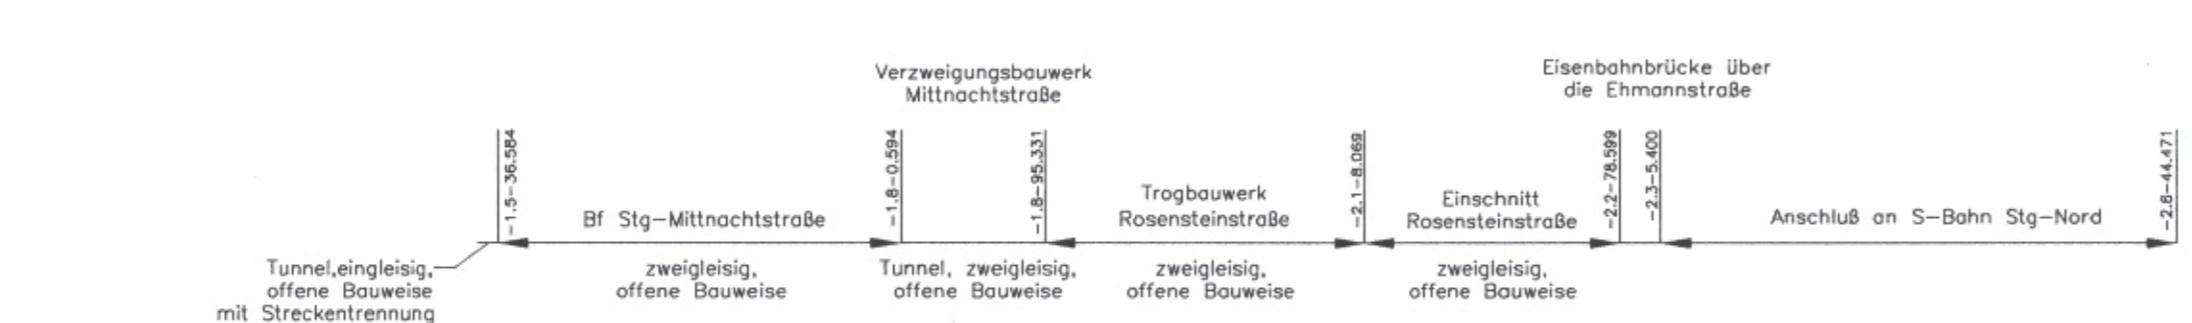 Verzweigungsbauwerk
Mittnachtstraße
Eisenbahnbrücke über
die Ehmannstraße
-1.5-36.584
Bf Stg-Mittnachtstraße
-1.8-0.594
-1.8-95.331
Trogbauwerk
Rosensteinstraße
-2.1-8.069
Einschnitt
Rosensteinstraße
-2.2-78.599
-2.3-5.400
Anschluß an S-Bahn Stg-Nord
-2.8-44.471
Tunnel,eingleisig,
offene Bauweise
mit Streckentrennung
zweigleisig,
offene Bauweise
Tunnel, zweigleisig,
offene Bauweise
zweigleisig,
offene Bauweise
zweigleisig,
offene Bauweise